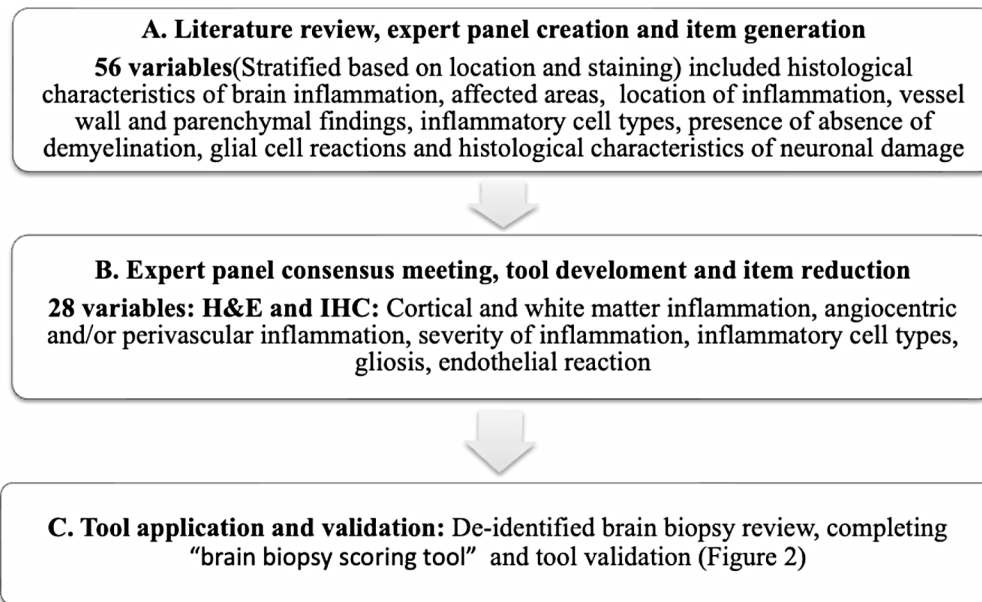 A. Literature review, expert panel creation and item generation
56 variables(Stratified based on location and staining) included histological
characteristics of brain inflammation, affected areas, location of inflammation, vessel
wall and parenchymal findings, inflammatory cell types, presence of absence of
demyelination, glial cell reactions and histological characteristics of neuronal damage
B. Expert panel consensus meeting, tool develoment and item reduction
28 variables: H&E and IHC: Cortical and white matter inflammation, angiocentric
and/or perivascular inflammation, severity of inflammation, inflammatory cell types,
gliosis, endothelial reaction
C. Tool application and validation: De-identified brain biopsy review, completing
“brain biopsy scoring tool” and tool validation (Figure 2)